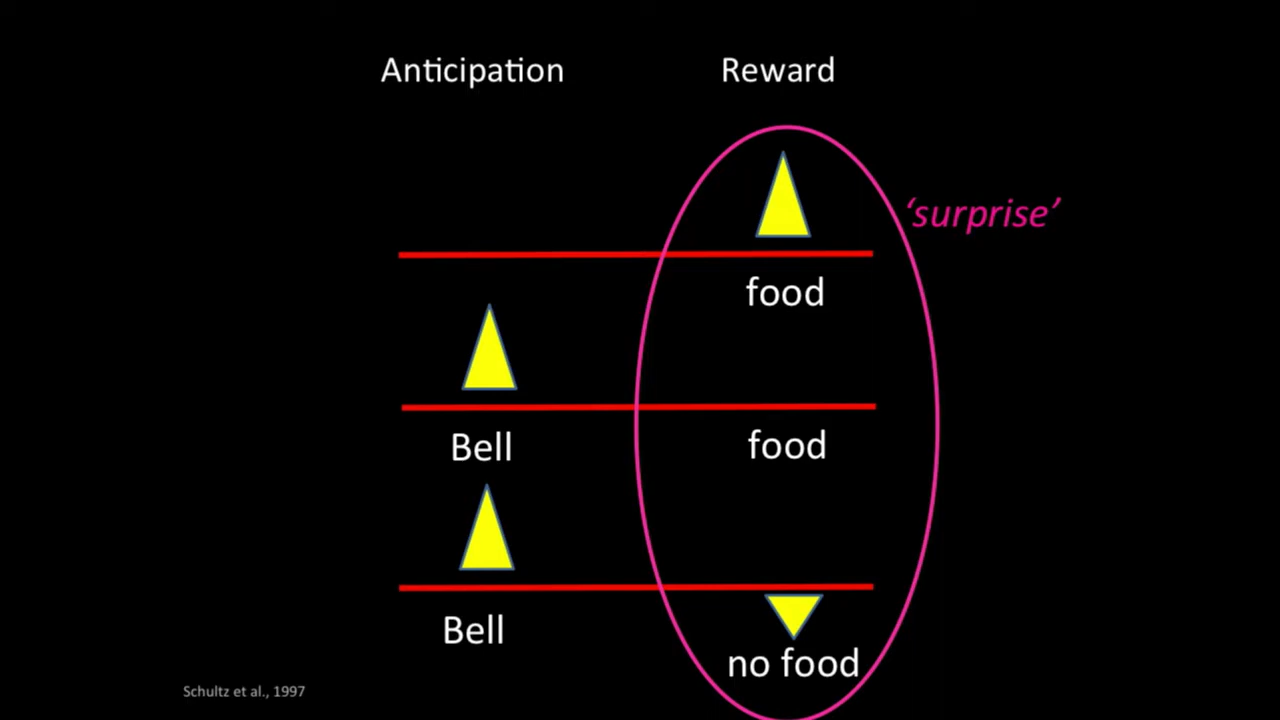 Anticipation
Reward
‘surprise’
food
Bell
food
Bell
no food
Schultz et al., 1997